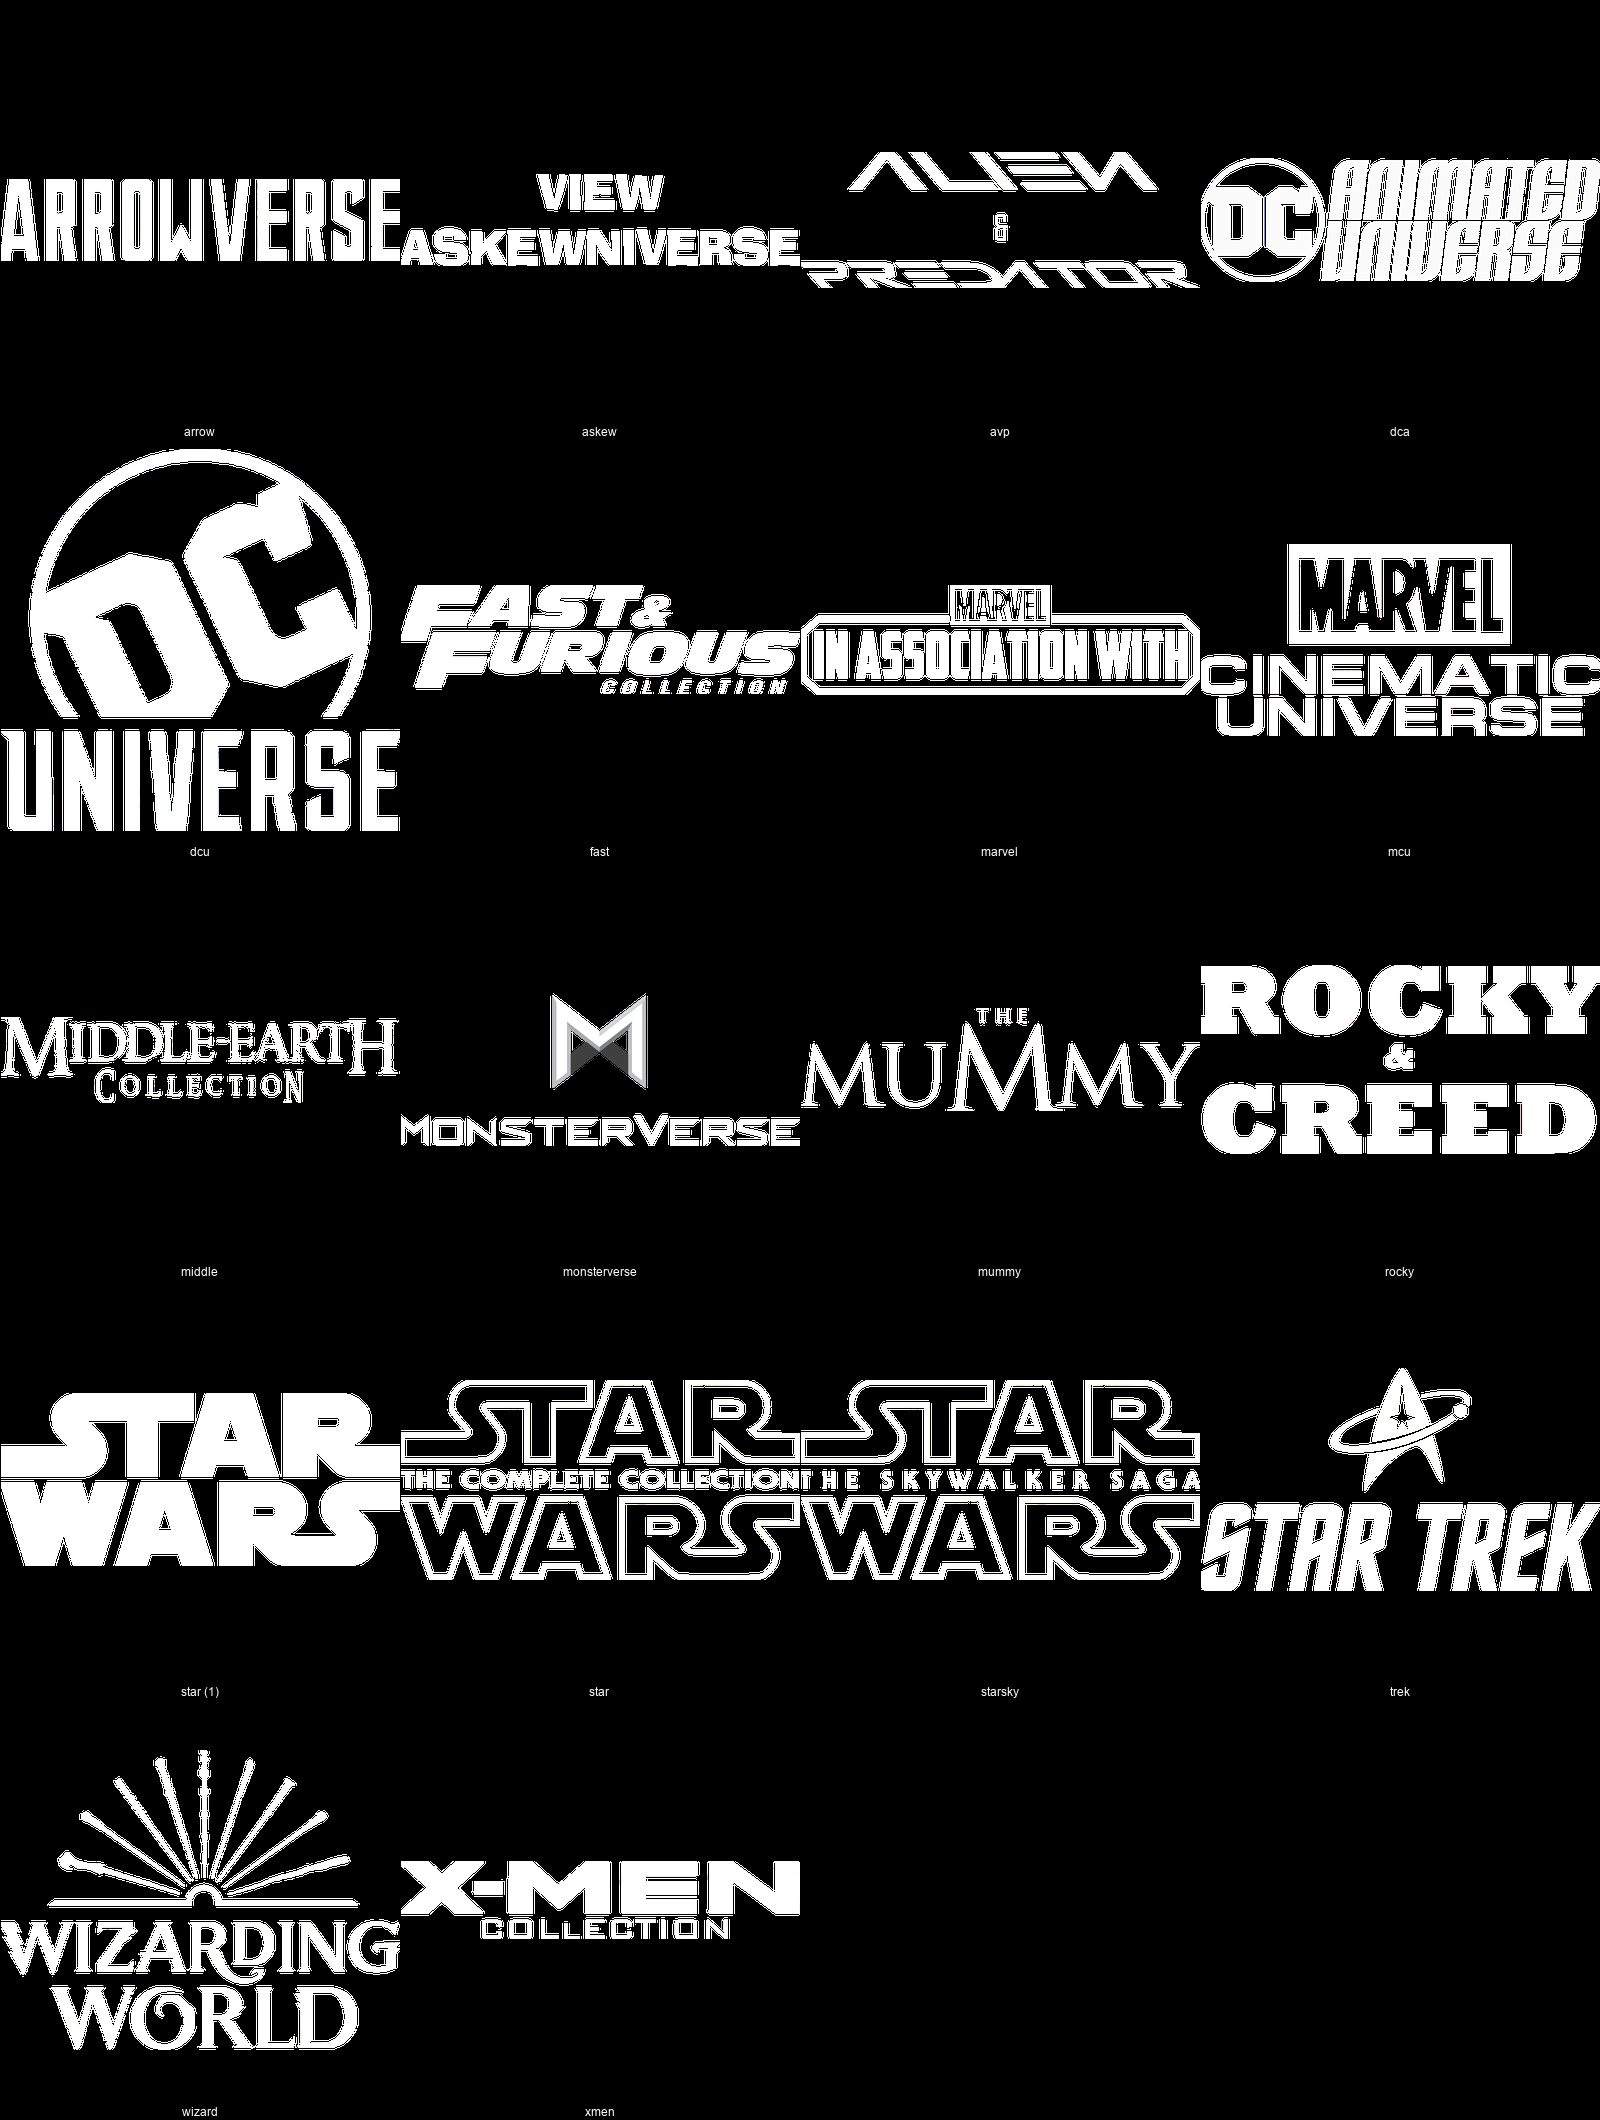 ARROWVERSE
VIEW
ASKEWNIVERSE
ALIEN
&
PREDATOR
DC
ANIMATED
UNIVERSE
arrow
askew
avp
dca
DC
UNIVERSE
FAST &
FURIOUS
COLLECTION
MARVEL
IN ASSOCIATION WITH
MARVEL
CINEMATIC
UNIVERSE
dcu
fast
marvel
mcu
MIDDLE-EARTH
COLLECTION
M
MONSTERVERSE
THE
MUMMY
ROCKY
&
CREED
middle
monsterverse
mummy
rocky
STAR
WARS
STAR
THE COMPLETE COLLECTION
WARS
STAR
THE SKYWALKER SAGA
WARS
STAR TREK
star (1)
star
starsky
trek
WIZARDING
WORLD
X-MEN
COLLECTION
wizard
xmen